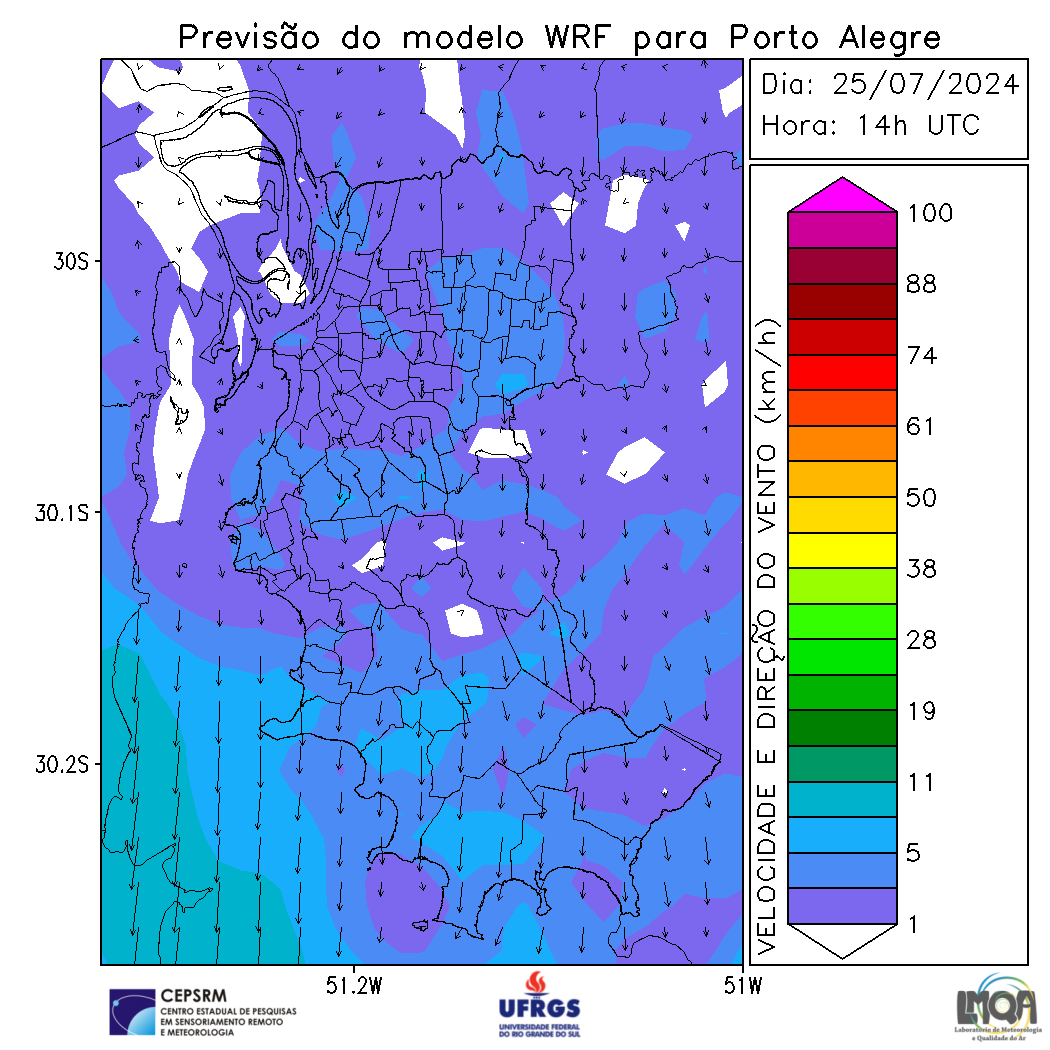 Previsão do modelo WRF para Porto Alegre
Dia: 25/07/2024
Hora: 14h UTC
30S
30.1S
30.2S
51.2W
51W
VELOCIDADE E DIREÇÃO DO VENTO (km/h)
100
88
74
61
50
38
28
19
11
5
1
CEPSRM
CENTRO ESTADUAL DE PESQUISAS
EM SENSORIAMENTO REMOTO
E METEOROLOGIA
UFRGS
UNIVERSIDADE FEDERAL
DO RIO GRANDE DO SUL
LMQA
Laboratório de Meteorologia
e Qualidade do Ar